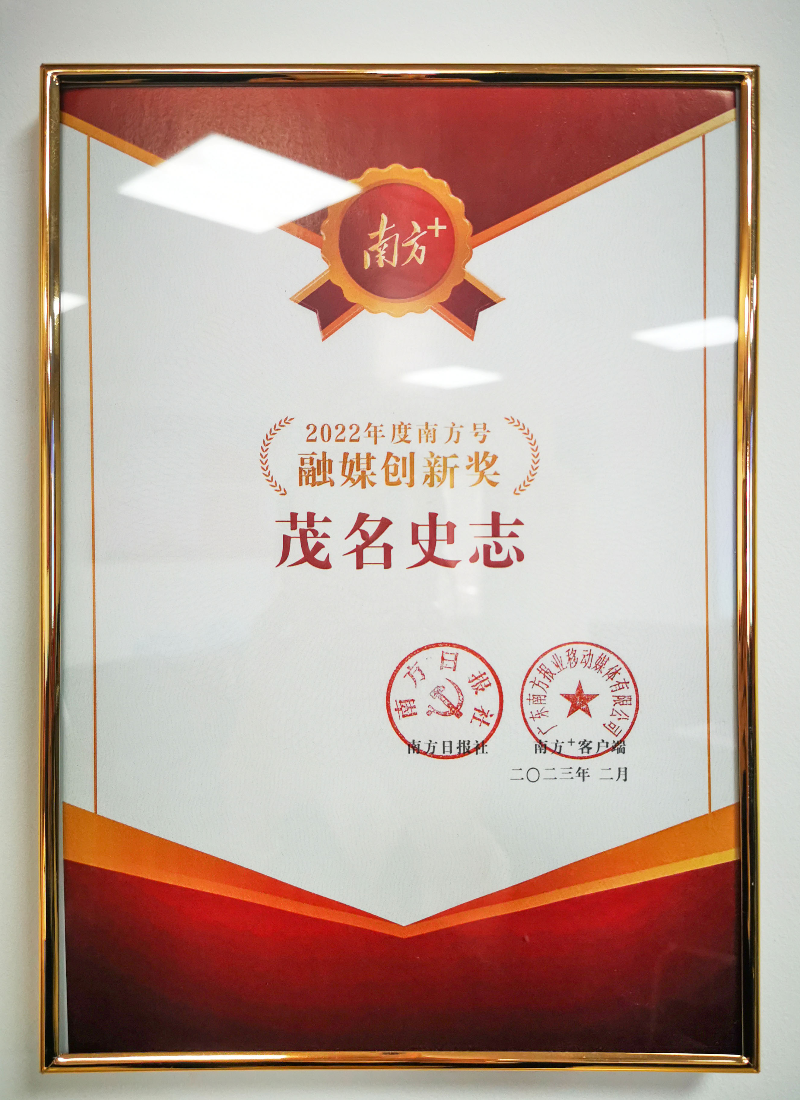 南方+
2022年度南方号
融媒创新奖
茂名史志
南方日报社
广东南方报业移动媒体有限公司
南方日报社
南方+客户端
二〇二三年 二月